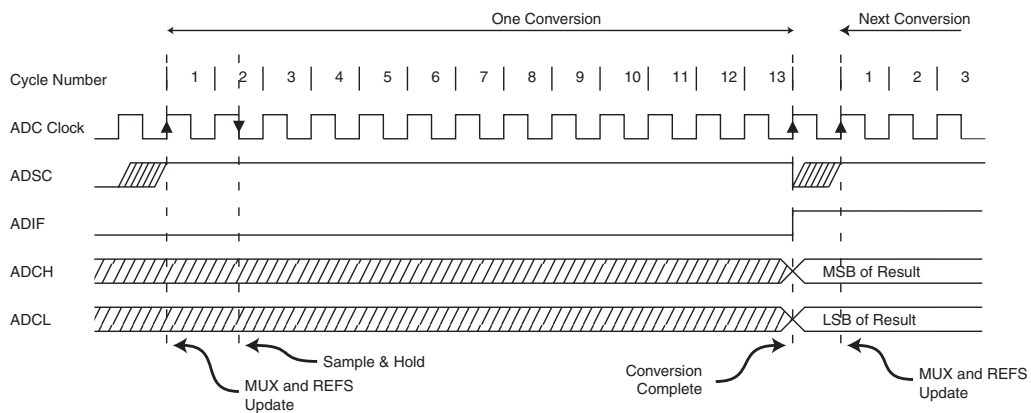 One Conversion
Next Conversion
Cycle Number
1 2 3 4 5 6 7 8 9 10 11 12 13 1 2 3
ADC Clock
ADSC
ADIF
ADCH
MSB of Result
ADCL
LSB of Result
Sample & Hold
MUX and REFS
Update
Conversion
Complete
MUX and REFS
Update